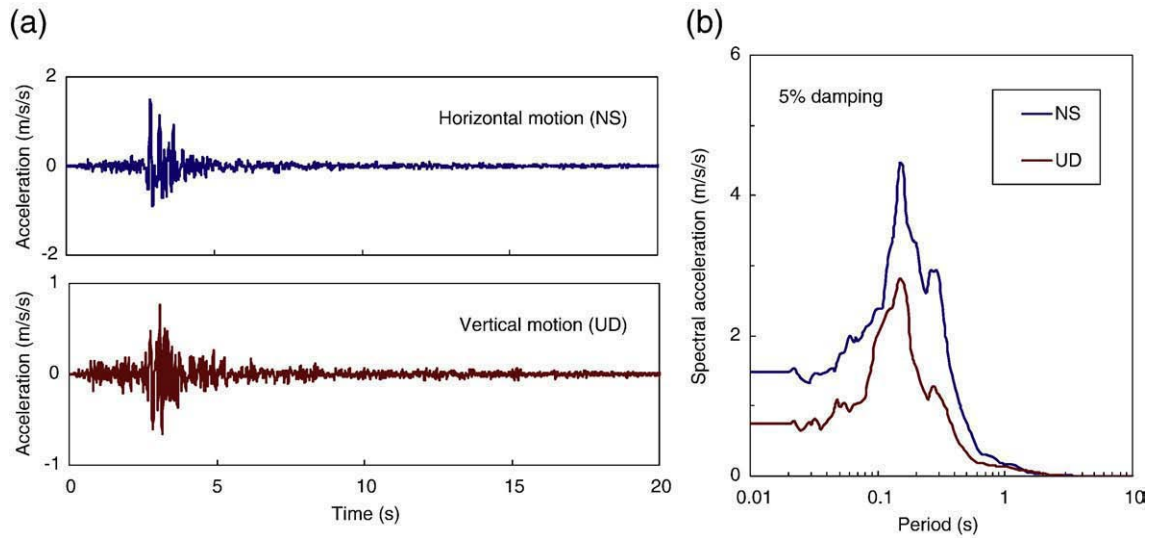 (a)
2
0
-2
Acceleration (m/s/s)
Horizontal motion (NS)
1
0
-1
Acceleration (m/s/s)
Vertical motion (UD)
0
5
10
15
20
Time (s)
(b)
6
4
2
0
Spectral acceleration (m/s/s)
5% damping
NS
UD
0.01
0.1
1
10
Period (s)